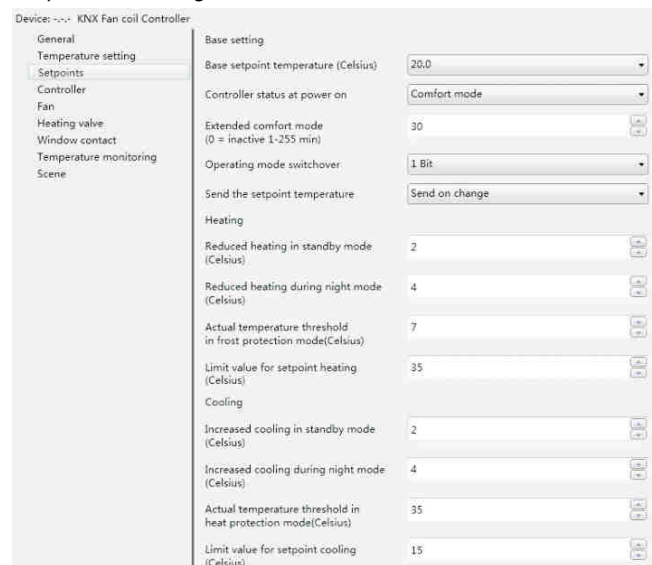 Device: -.-.- KNX Fan coil Controller
General
Temperature setting
Setpoints
Controller
Fan
Heating valve
Window contact
Temperature monitoring
Scene
Base setting
Base setpoint temperature (Celsius) 20.0
Controller status at power on Comfort mode
Extended comfort mode 30
(0 = inactive 1-255 min)
Operating mode switchover 1 Bit
Send the setpoint temperature Send on change
Heating
Reduced heating in standby mode 2
(Celsius)
Reduced heating during night mode 4
(Celsius)
Actual temperature threshold 7
in frost protection mode(Celsius)
Limit value for setpoint heating 35
(Celsius)
Cooling
Increased cooling in standby mode 2
(Celsius)
Increased cooling during night mode 4
(Celsius)
Actual temperature threshold in 35
heat protection mode(Celsius)
Limit value for setpoint cooling 15
(Celsius)